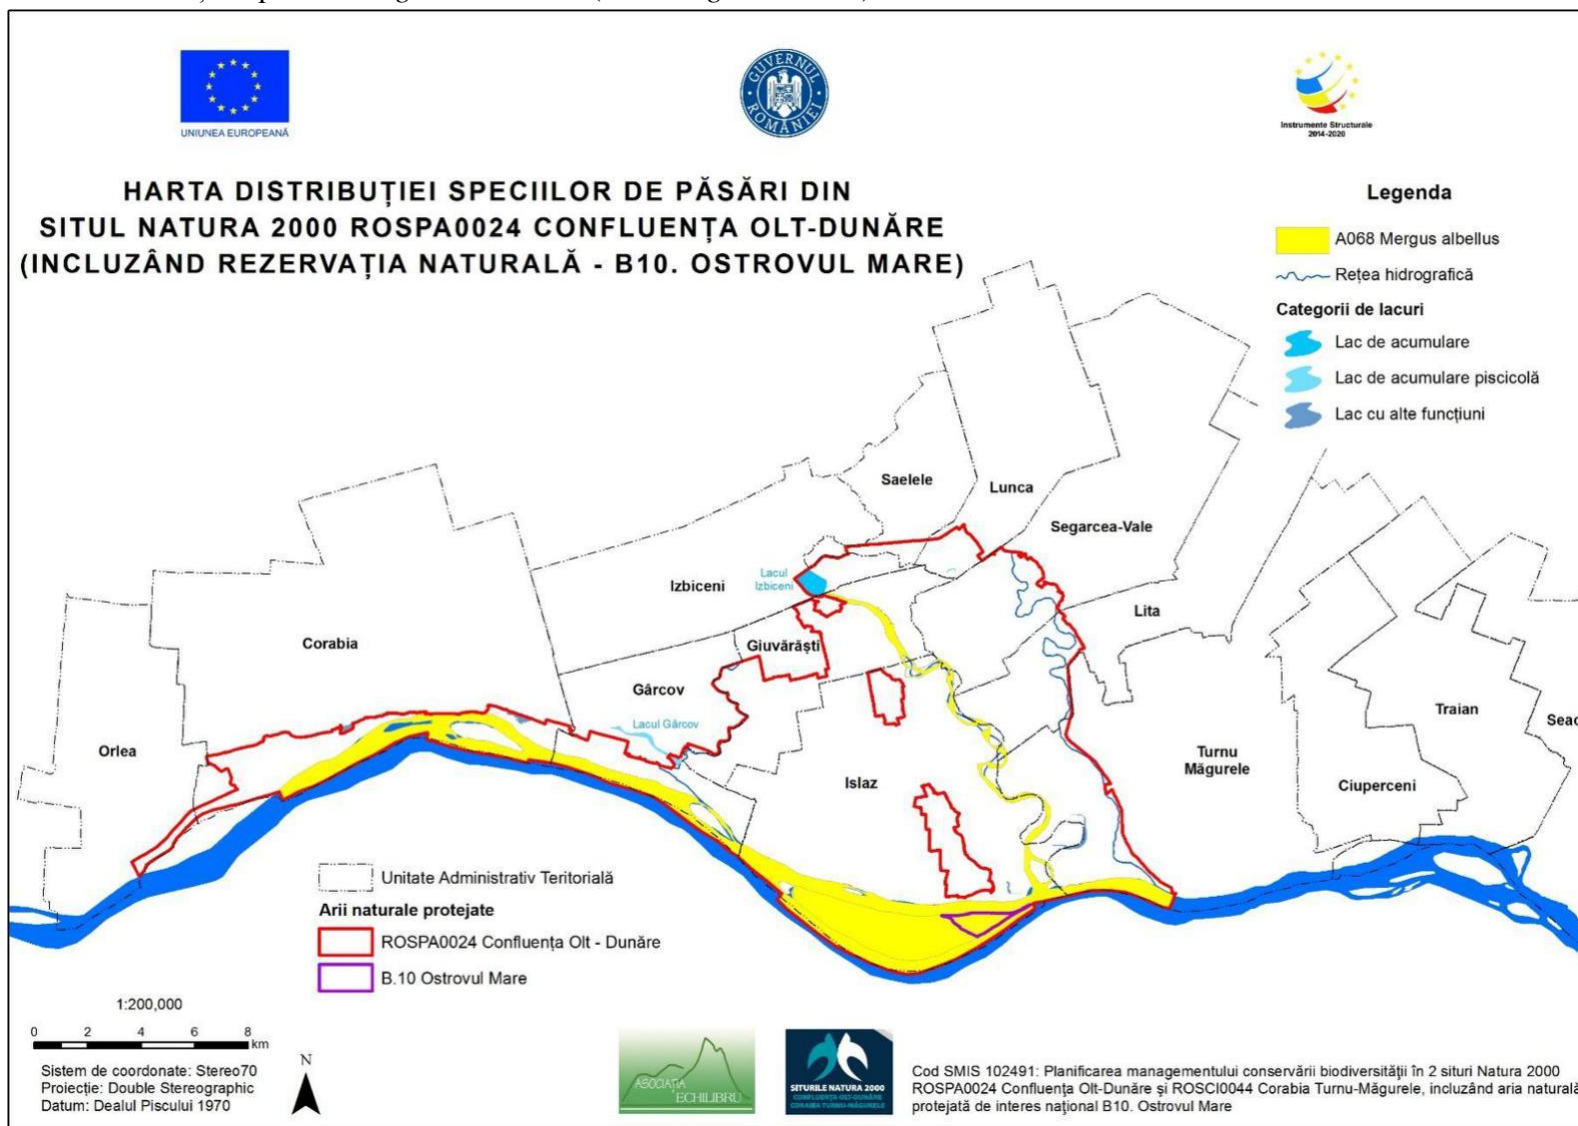 UNIUNEA EUROPEANĂ
GUVERNUL ROMÂNIEI
Instrumente Structurale
2014-2020
HARTA DISTRIBUȚIEI SPECIILOR DE PĂSĂRI DIN
SITUL NATURA 2000 ROSPA0024 CONFLUENȚA OLT-DUNĂRE
(INCLUZÂND REZERVAȚIA NATURALĂ - B10. OSTROVUL MARE)
Legenda
A068 Mergus albellus
Rețea hidrografică
Categorii de lacuri
Lac de acumulare
Lac de acumulare piscicolă
Lac cu alte funcțiuni
Saelele
Lunca
Segarcea-Vale
Izbiceni
Lacul
Izbiceni
Lita
Corabia
Giuvărăști
Gârcov
Lacul Gârcov
Orlea
Islaz
Turnu
Măgurele
Traian
Seac
Ciuperceni
Unitate Administrativ Teritorială
Arii naturale protejate
ROSPA0024 Confluența Olt - Dunăre
B.10 Ostrovul Mare
1:200,000
0 2 4 6 8
km
N
Sistem de coordonate: Stereo70
Proiecție: Double Stereographic
Datum: Dealul Piscului 1970
ASOCIAȚIA
ECHILIBRU
SITURILE NATURA 2000
CONFLUENȚA OLT-DUNĂRE
CORABIA TURNU-MĂGURELE
Cod SMIS 102491: Planificarea managementului conservării biodiversității în 2 situri Natura 2000
ROSPA0024 Confluența Olt-Dunăre și ROSCI0044 Corabia Turnu-Măgurele, incluzând aria naturală
protejată de interes național B10. Ostrovul Mare